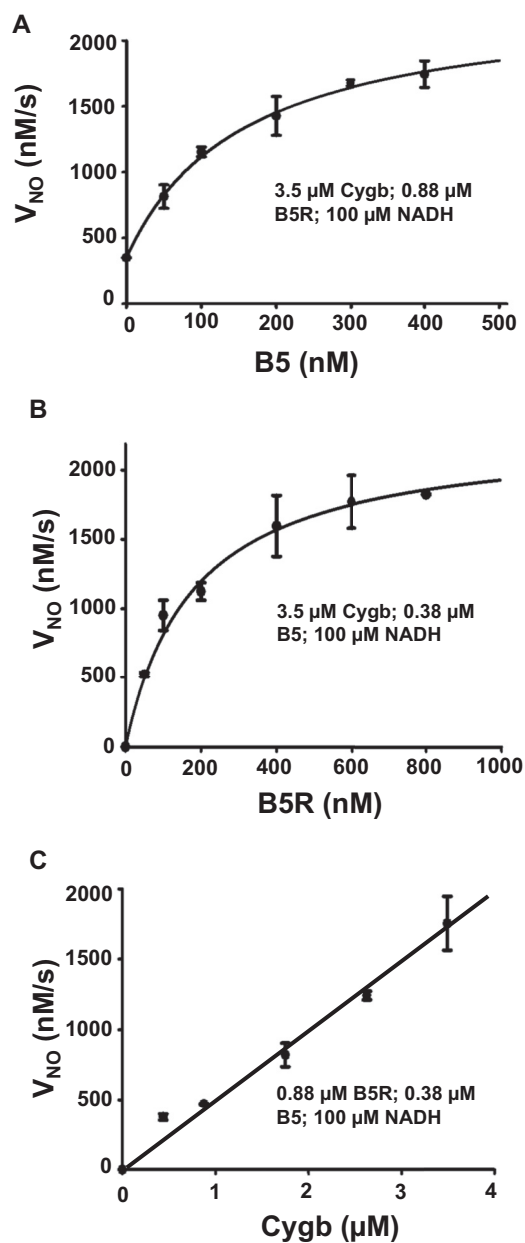 A
2000
1500
1000
500
0
V_NO (nM/s)
3.5 µM Cygb; 0.88 µM
B5R; 100 µM NADH
0 100 200 300 400 500
B5 (nM)
B
2000
1500
1000
500
0
V_NO (nM/s)
3.5 µM Cygb; 0.38 µM
B5; 100 µM NADH
0 200 400 600 800 1000
B5R (nM)
C
2000
1500
1000
500
0
V_NO (nM/s)
0.88 µM B5R; 0.38 µM
B5; 100 µM NADH
0 1 2 3 4
Cygb (µM)